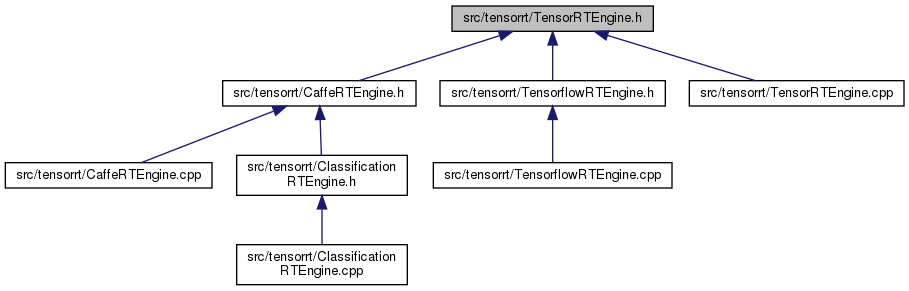 src/tensorrt/TensorRTEngine.h
src/tensorrt/CaffeRTEngine.h
src/tensorrt/TensorflowRTEngine.h
src/tensorrt/TensorRTEngine.cpp
src/tensorrt/CaffeRTEngine.cpp
src/tensorrt/Classification
RTEngine.h
src/tensorrt/TensorflowRTEngine.cpp
src/tensorrt/Classification
RTEngine.cpp